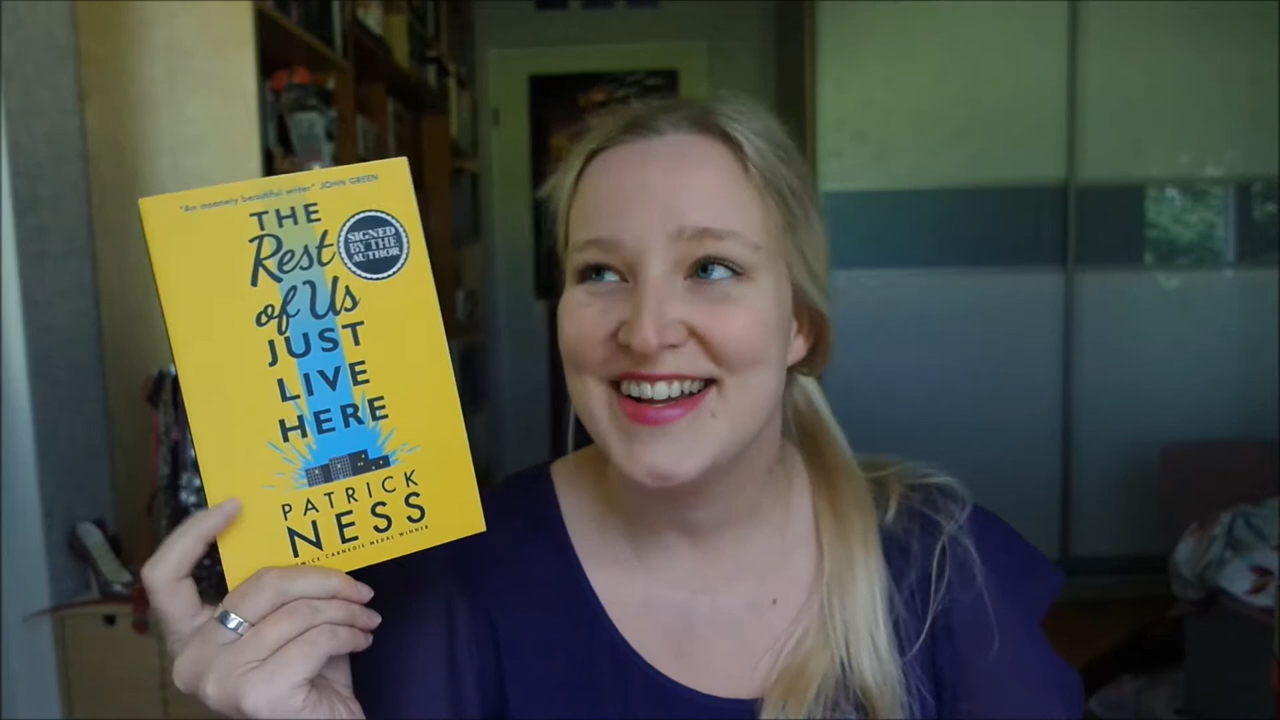 "An insanely beautiful writer" JOHN GREEN
THE
Rest
of Us
JUST
LIVE
HERE
SIGNED
BY THE
AUTHOR
PATRICK
NESS
TWICE CARNEGIE MEDAL WINNER